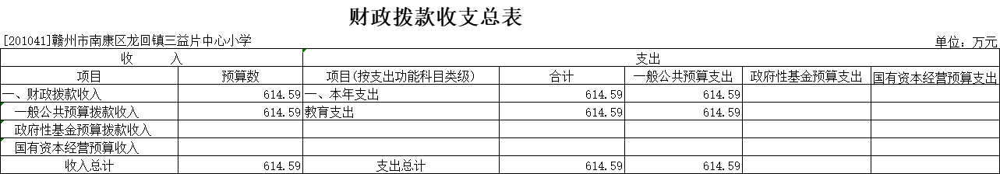 财政拨款收支总表
[201041]赣州市南康区龙回镇三益片中心小学 单位：万元
收 入 支出
项目 预算数 项目(按支出功能科目类级) 合计 一般公共预算支出 政府性基金预算支出 国有资本经营预算支出
一、财政拨款收入 614.59 一、本年支出 614.59 614.59
一般公共预算拨款收入 614.59 教育支出 614.59 614.59
政府性基金预算拨款收入
国有资本经营预算收入
收入总计 614.59 支出总计 614.59 614.59